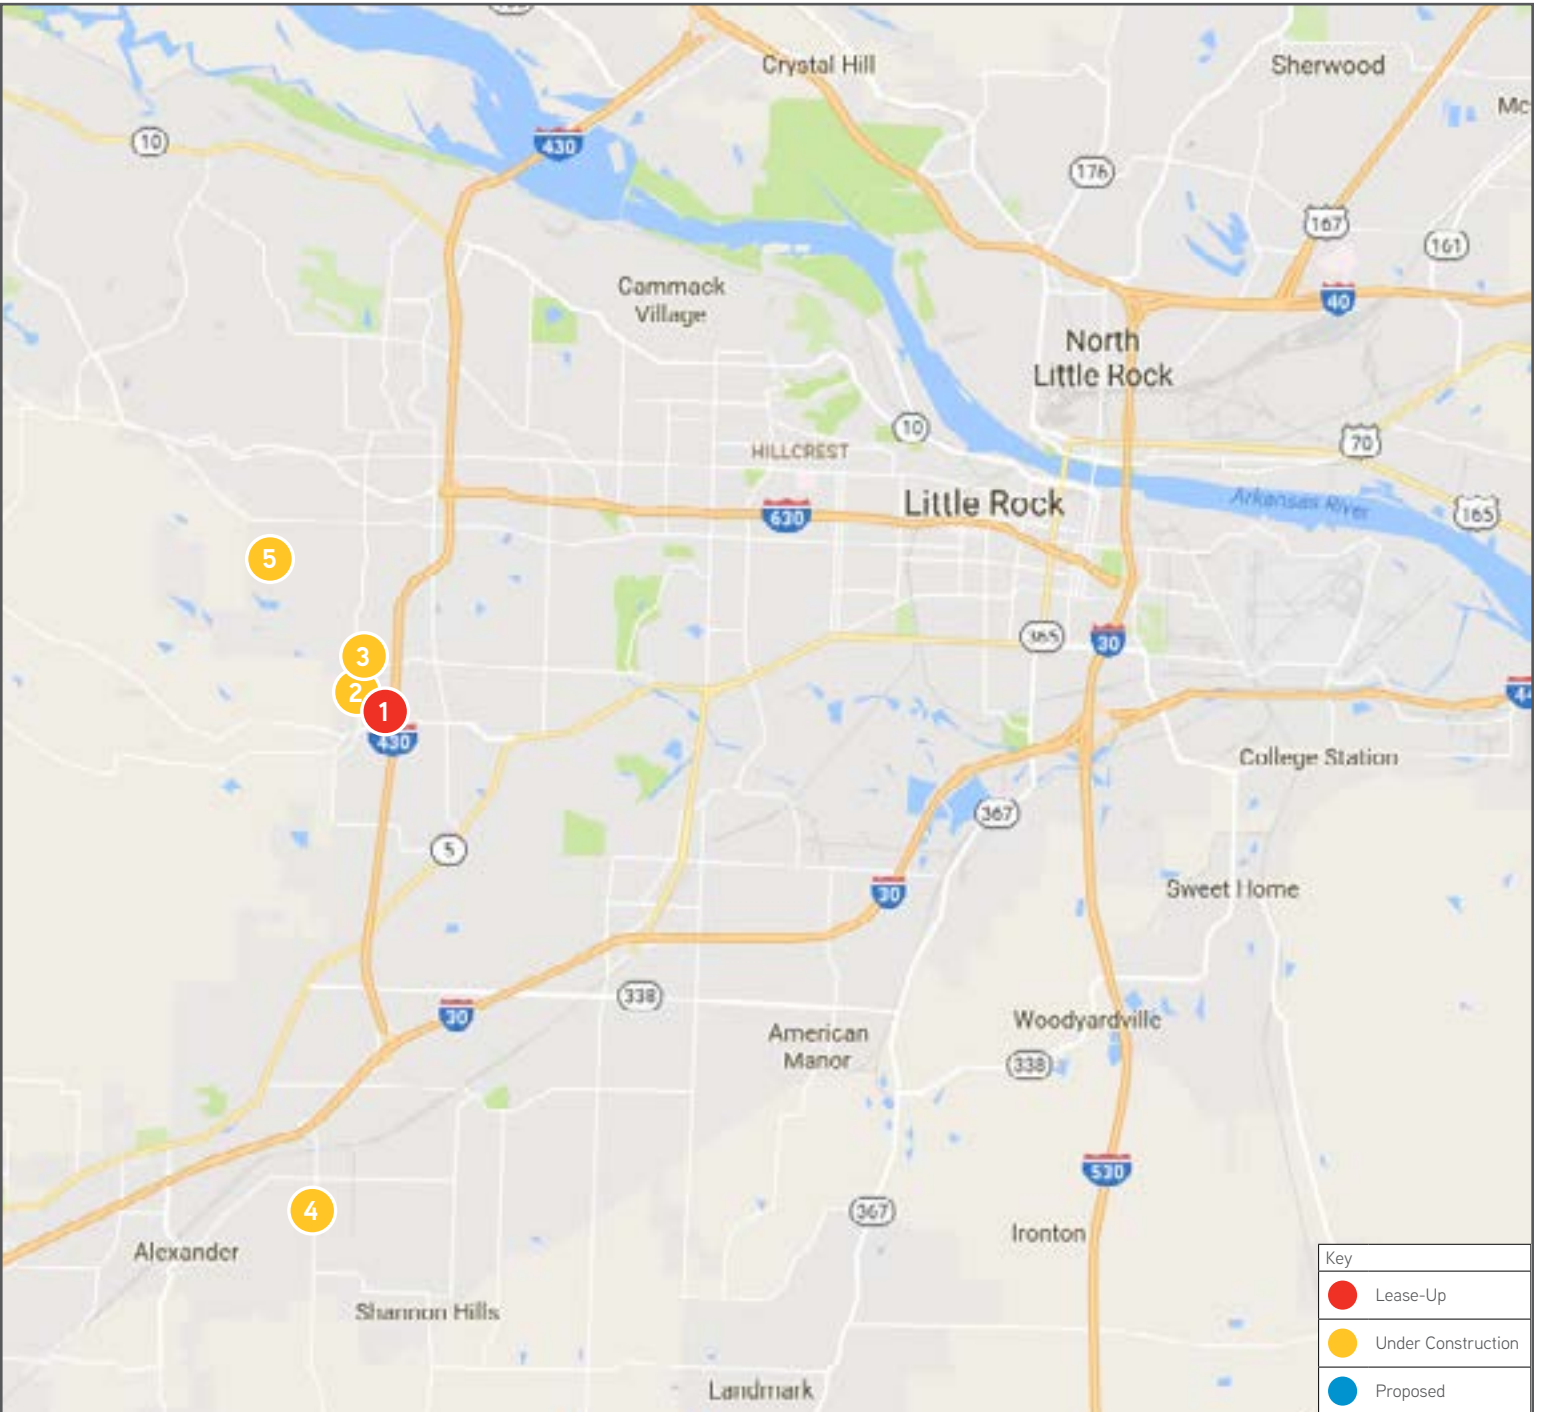 Crystal Hill
Sherwood
Mc
10
430
176
167
161
40
Cammack
Village
North
Little Rock
10
70
HILLCREST
Little Rock
630
Arkansas River
165
5
365
30
3
2
1
430
44
College Station
367
5
30
Sweet Home
338
30
American
Manor
Woodyardville
338
530
4
367
Ironton
Alexander
Shannon Hills
Landmark
Key
Lease-Up
Under Construction
Proposed